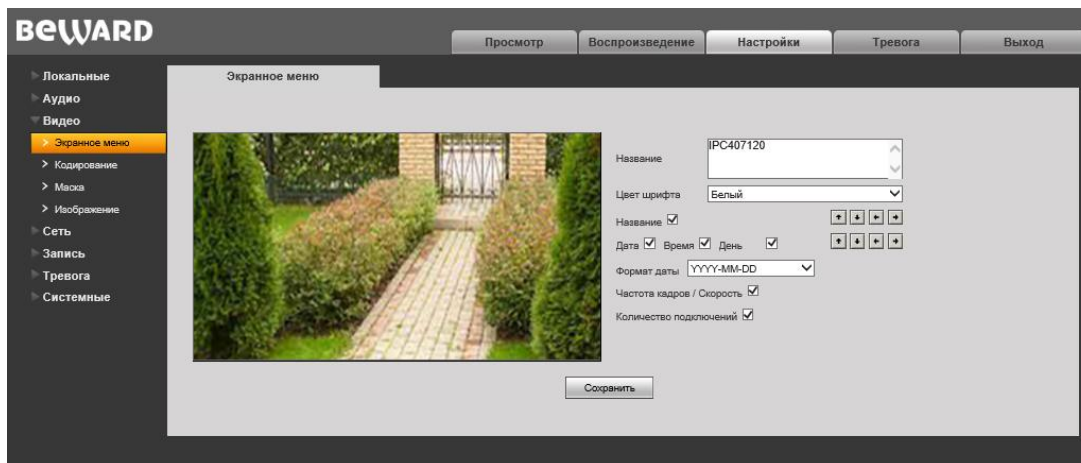 BEWARD
Просмотр Воспроизведение Настройки Тревога Выход
Локальные
Аудио
Видео
Экранное меню
Кодирование
Маска
Изображение
Сеть
Запись
Тревога
Системные
Экранное меню
Название IPC407120
Цвет шрифта Белый
Название
Дата Время День
Формат даты YYYY-MM-DD
Частота кадров / Скорость
Количество подключений
Сохранить